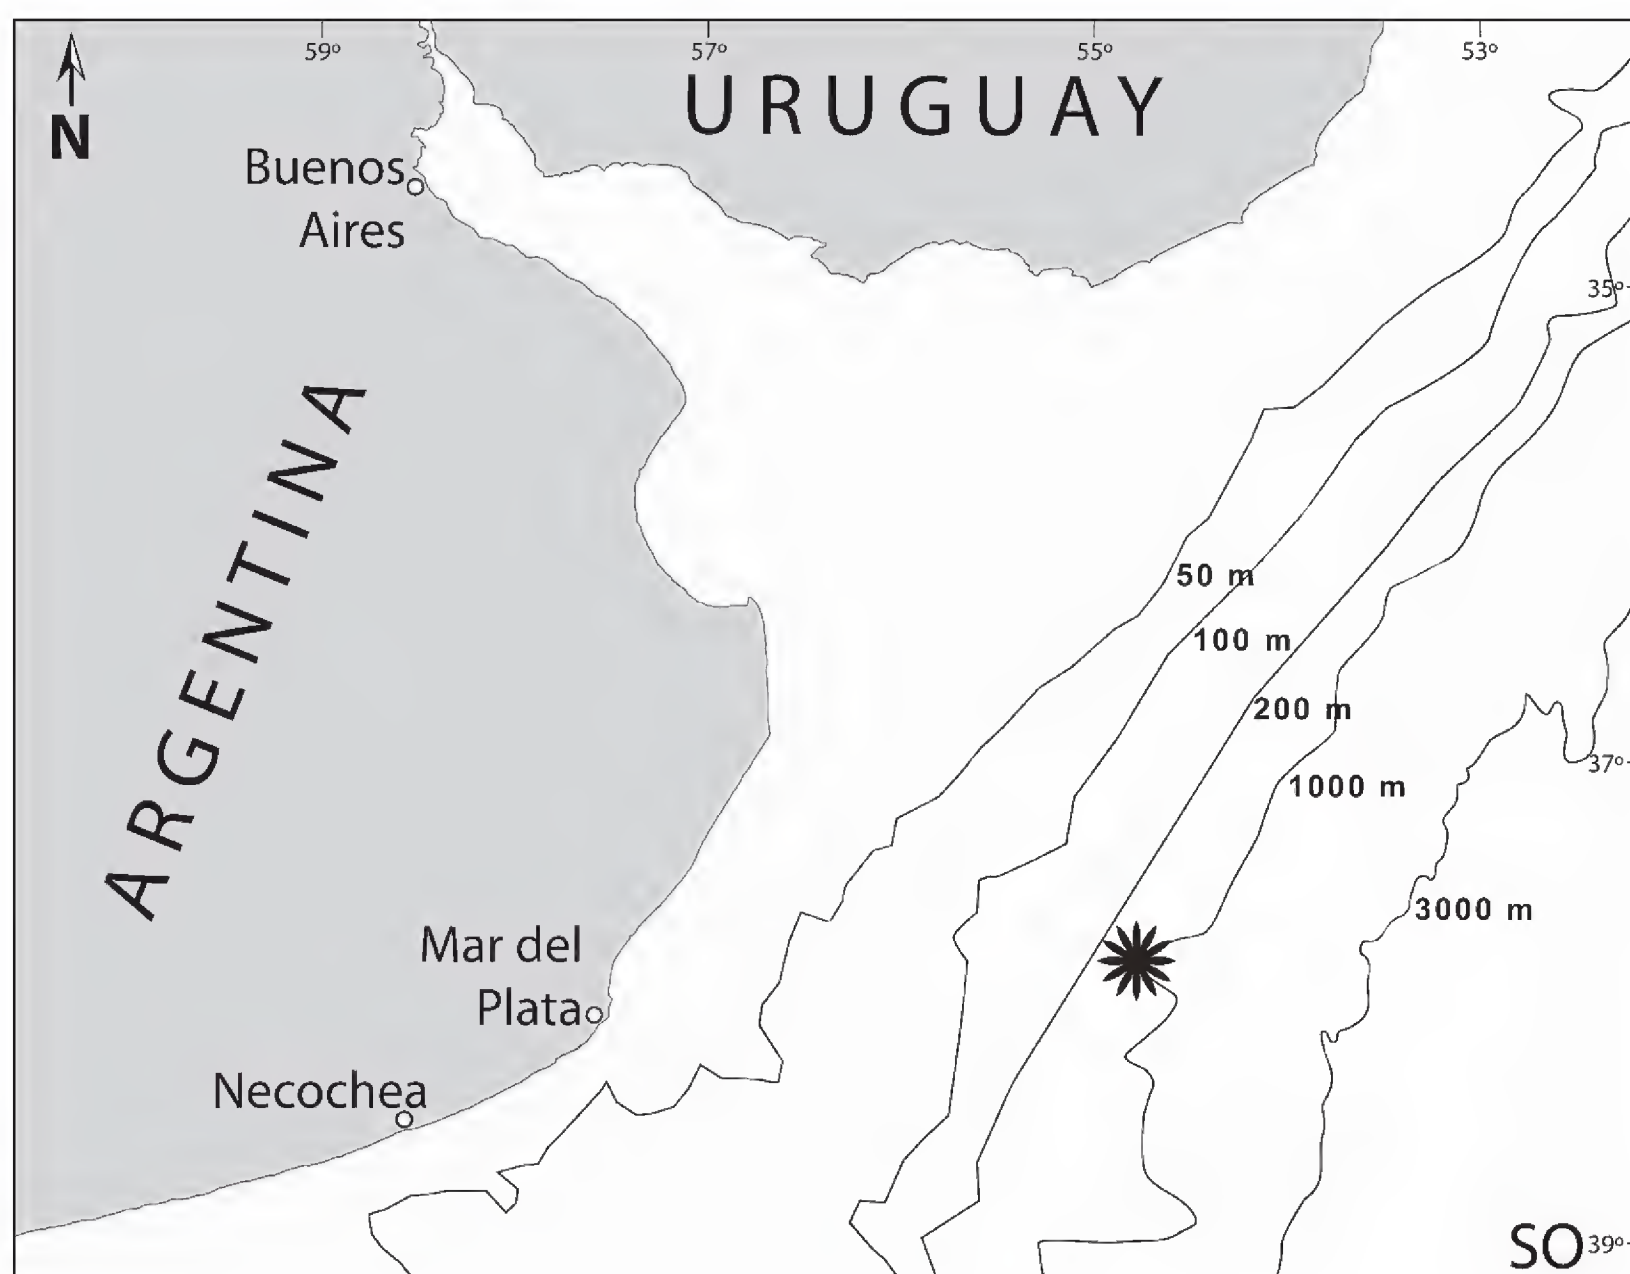 59º
57º
55º
53º
N
URUGUAY
Buenos
Aires
35º
ARGENTINA
50 m
100 m
200 m
37º
1000 m
3000 m
Mar del
Plata
Necochea
SO
39º